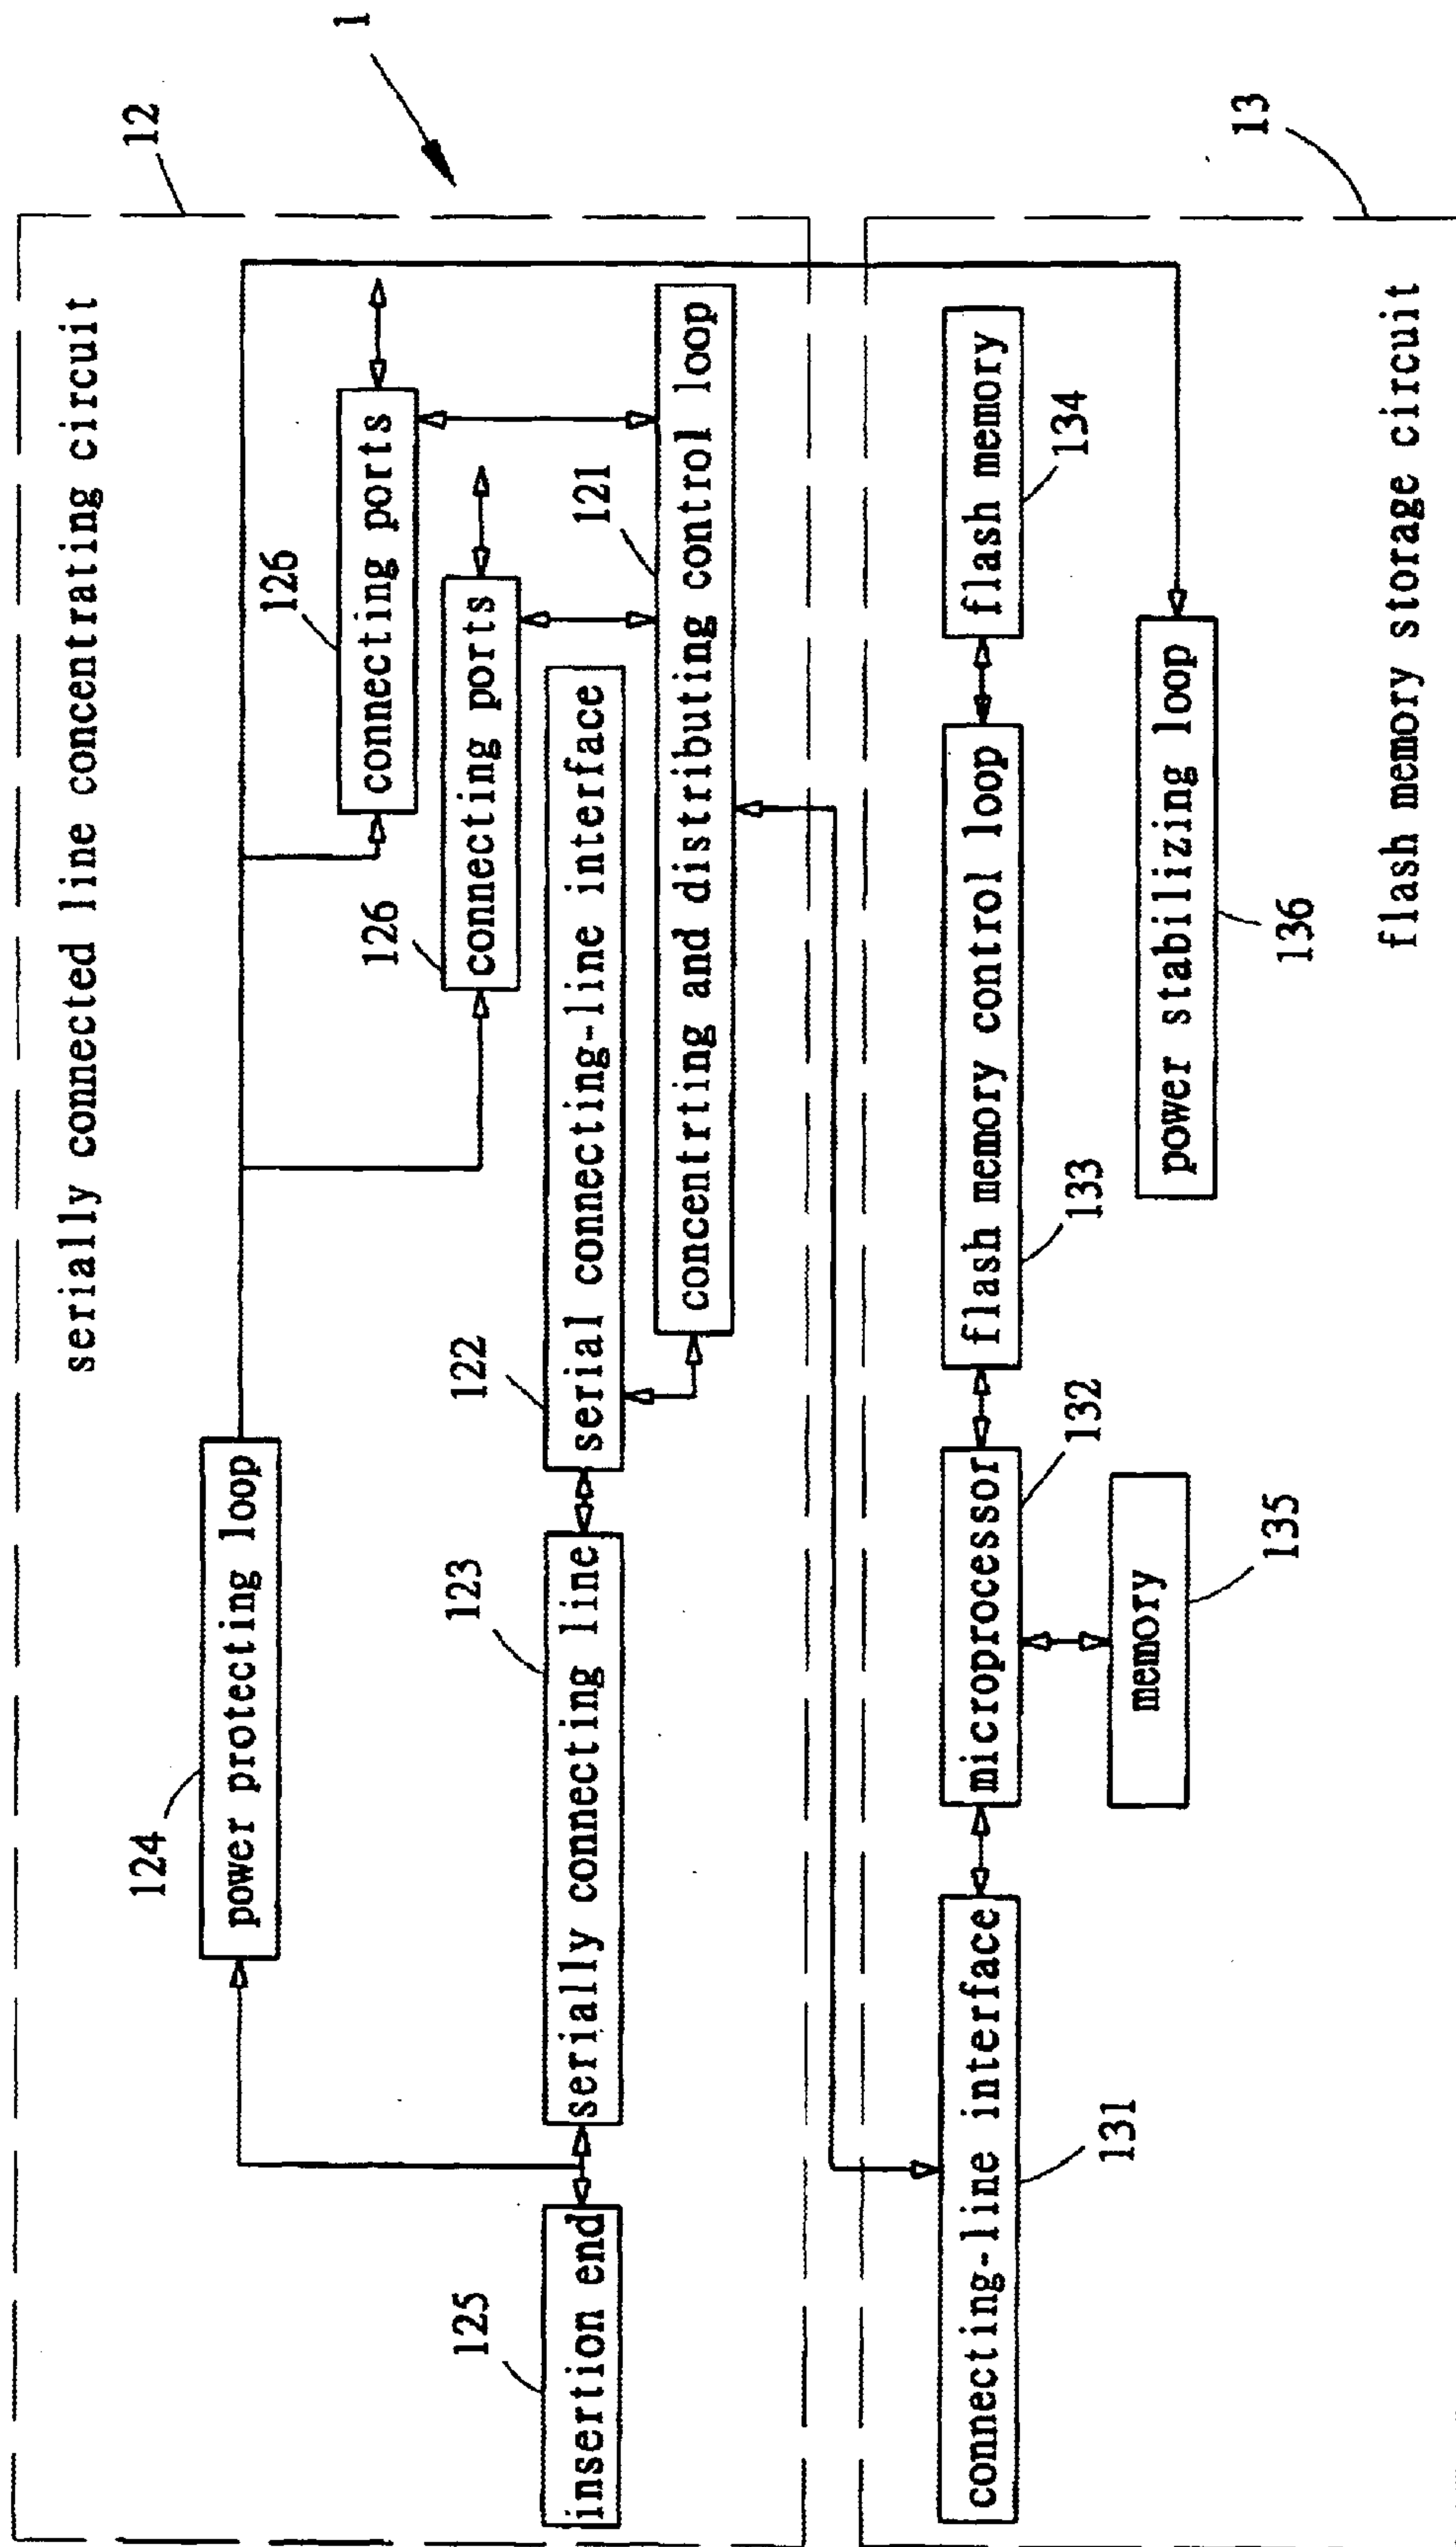 1
12
serially connected line concentrating circuit
124
power protecting loop
126
connecting ports
126
connecting ports
125
insertion end
123
serially connecting line
122
serial connecting-line interface
121
concentrting and distributing control loop
13
131
connecting-line interface
132
microprocessor
133
flash memory control loop
134
flash memory
135
memory
136
power stabilizing loop
flash memory storage circuit